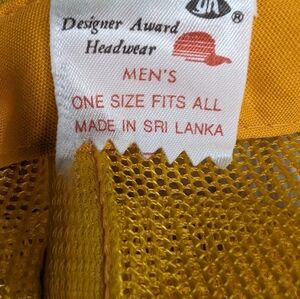 ®
Designer Award
Headwear
MEN'S
ONE SIZE FITS ALL
MADE IN SRI LANKA